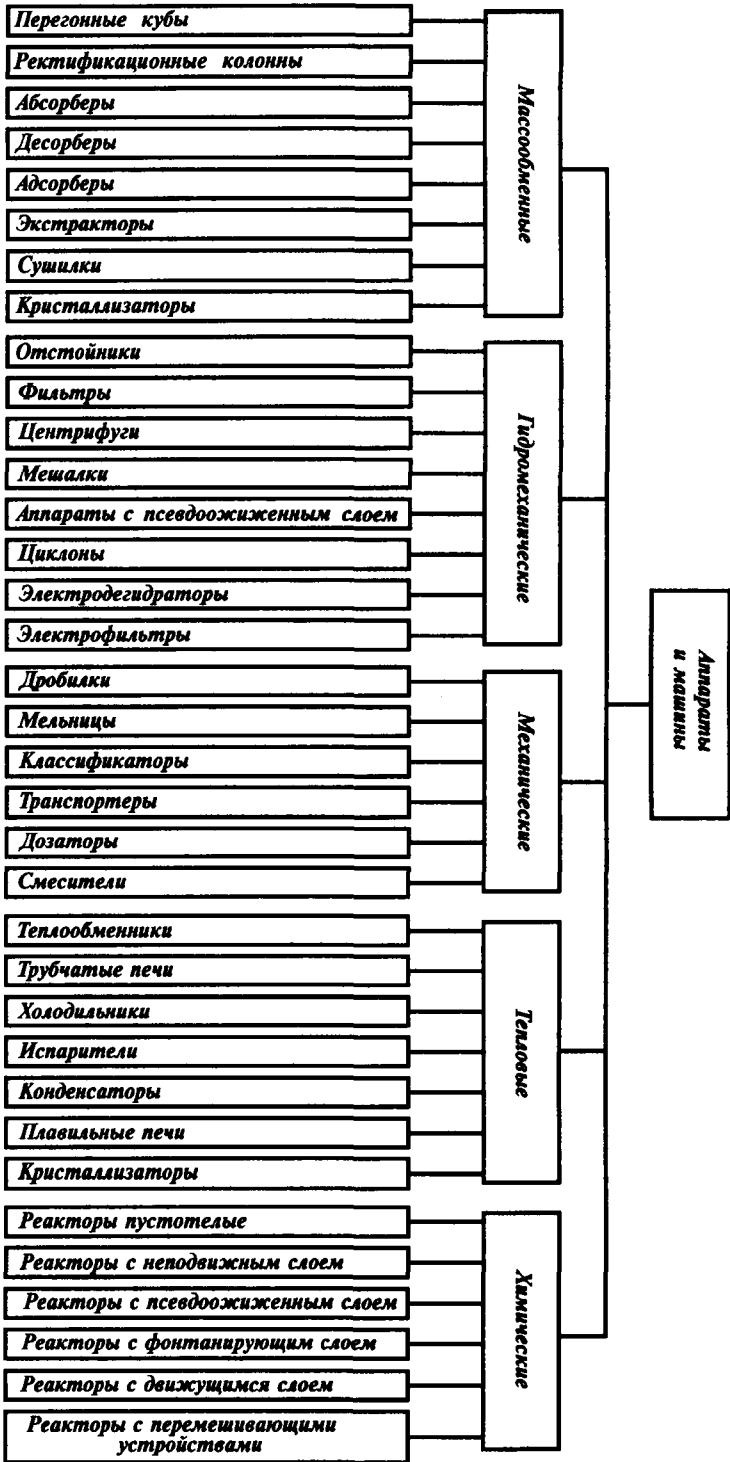 Аппараты
и машины
Массообменные
Перегонные кубы
Ректификационные колонны
Абсорберы
Десорберы
Адсорберы
Экстракторы
Сушилки
Кристаллизаторы
Гидромеханические
Отстойники
Фильтры
Центрифуги
Мешалки
Аппараты с псевдоожиженным слоем
Циклоны
Электродегидраторы
Электрофильтры
Механические
Дробилки
Мельницы
Классификаторы
Транспортеры
Дозаторы
Смесители
Тепловые
Теплообменники
Трубчатые печи
Холодильники
Испарители
Конденсаторы
Плавильные печи
Кристаллизаторы
Химические
Реакторы пустотелые
Реакторы с неподвижным слоем
Реакторы с псевдоожиженным слоем
Реакторы с фонтанирующим слоем
Реакторы с движущимся слоем
Реакторы с перемешивающими
устройствами